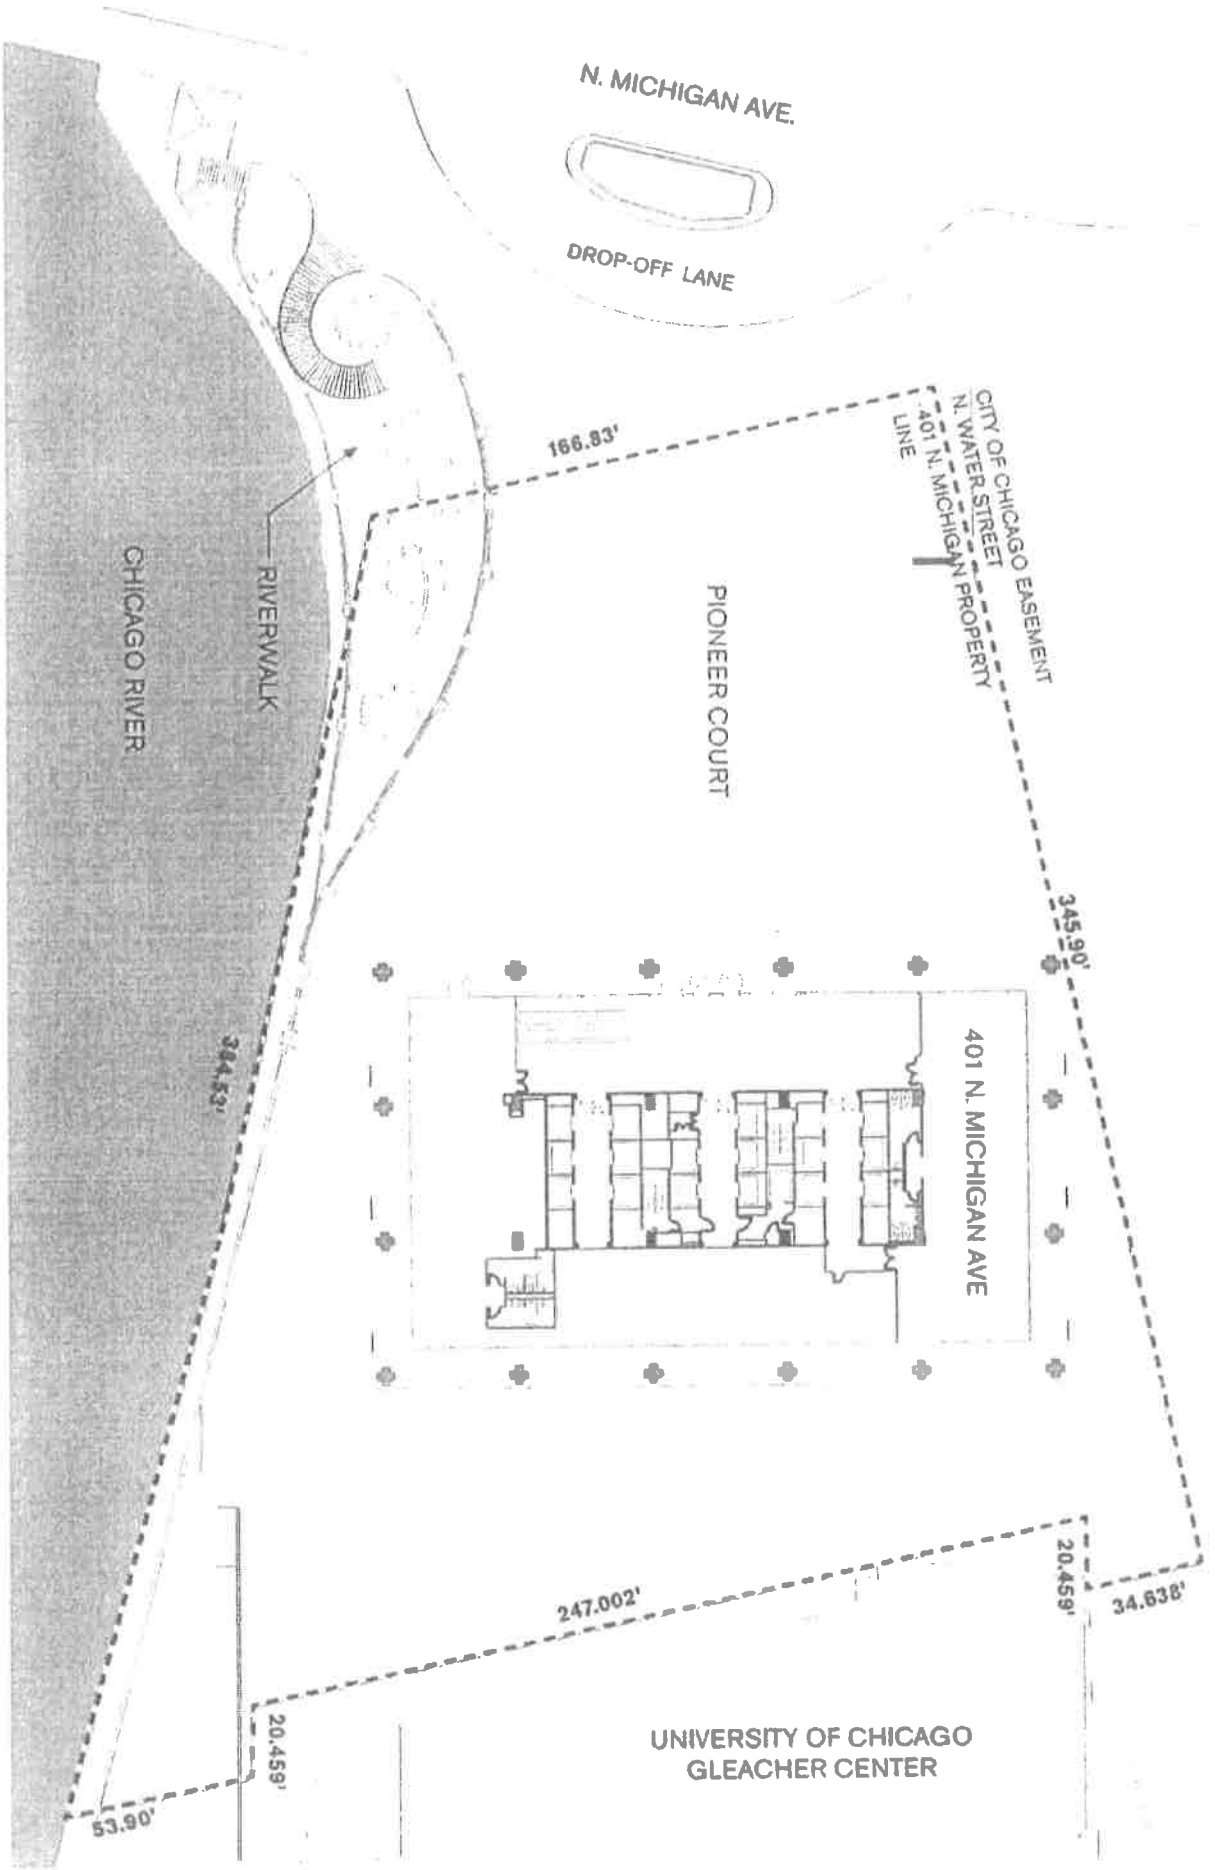 N. MICHIGAN AVE.
DROP-OFF LANE
CITY OF CHICAGO EASEMENT
N. WATER STREET
401 N. MICHIGAN PROPERTY
LINE
166.83'
RIVERWALK
CHICAGO RIVER
PIONEER COURT
345.90'
401 N. MICHIGAN AVE
384.53'
20.459'
34.638'
247.002'
UNIVERSITY OF CHICAGO
GLEACHER CENTER
20.459'
53.90'